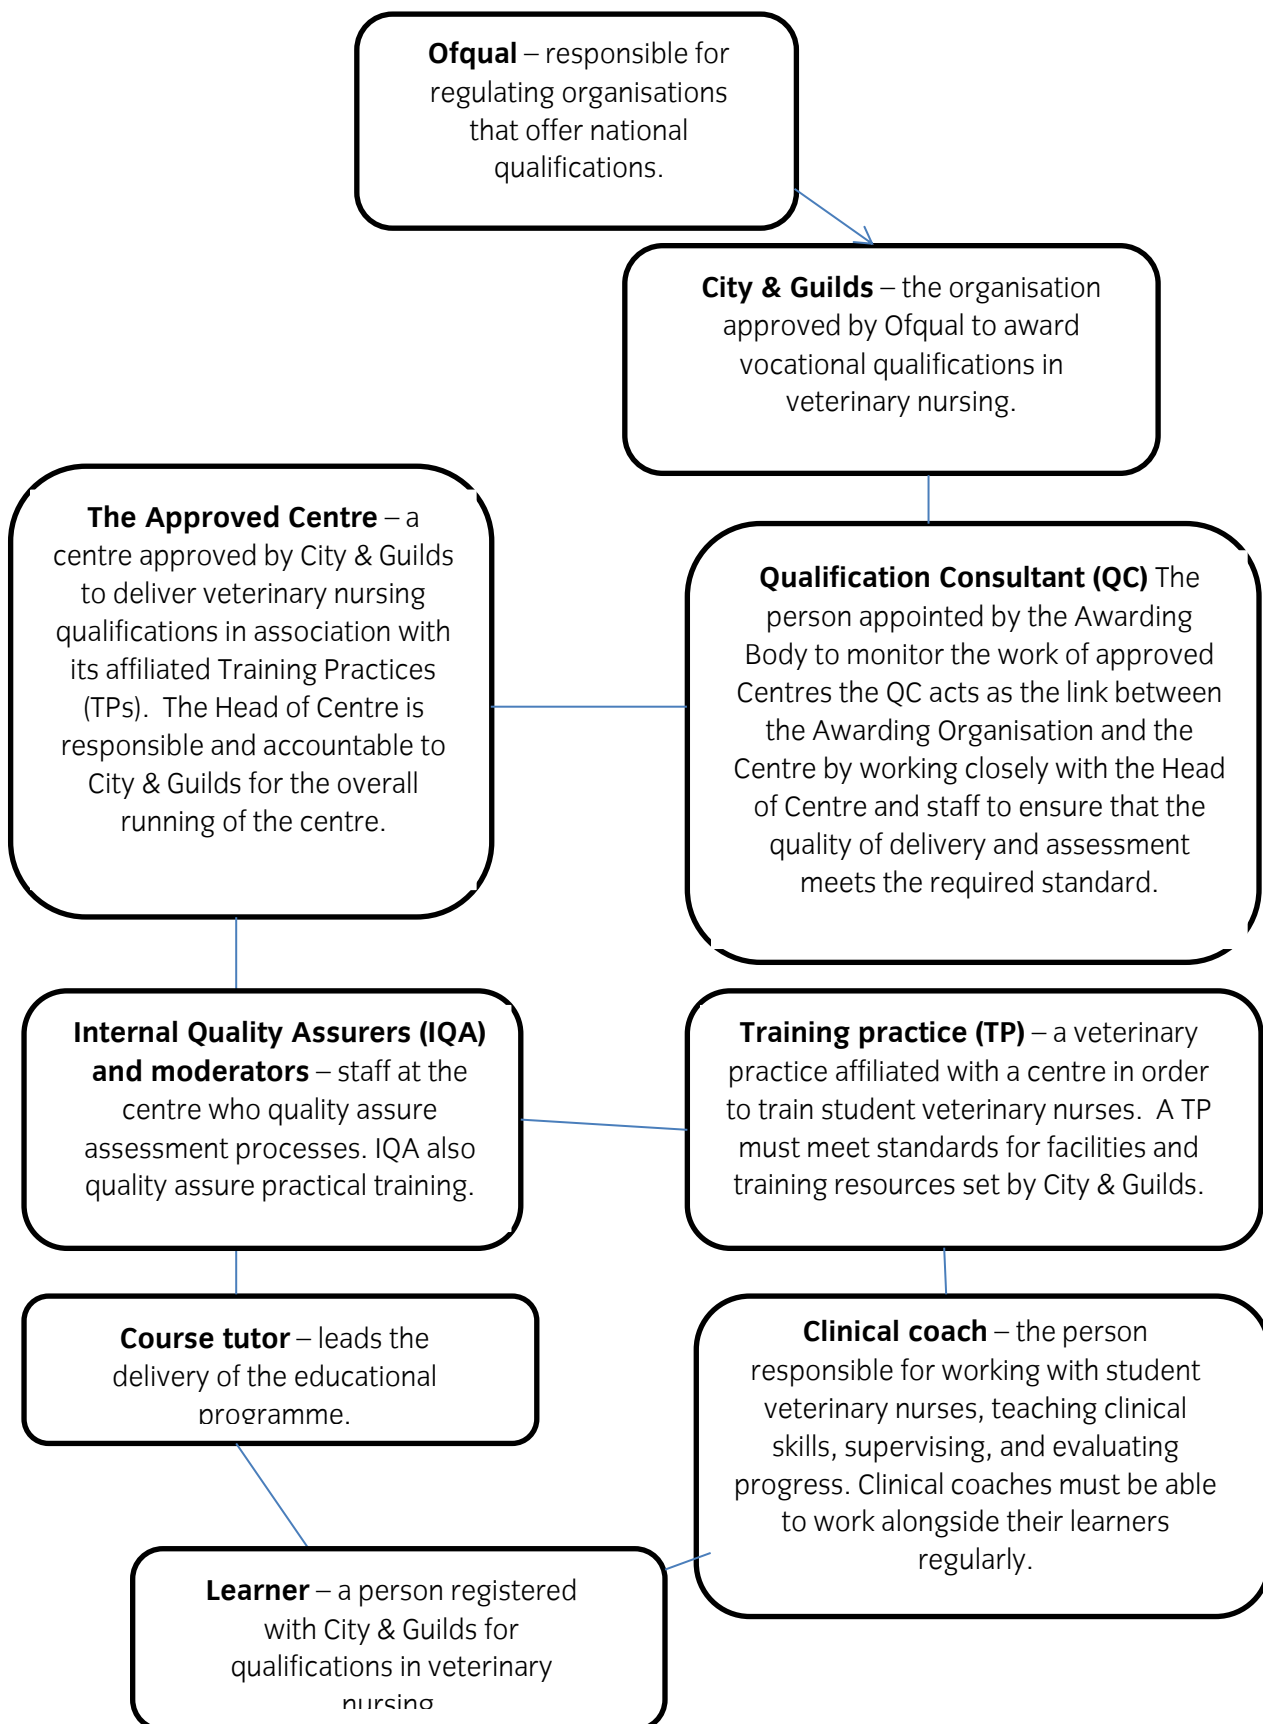 Ofqual – responsible for
regulating organisations
that offer national
qualifications.
City & Guilds – the organisation
approved by Ofqual to award
vocational qualifications in
veterinary nursing.
The Approved Centre – a
centre approved by City & Guilds
to deliver veterinary nursing
qualifications in association with
its affiliated Training Practices
(TPs). The Head of Centre is
responsible and accountable to
City & Guilds for the overall
running of the centre.
Qualification Consultant (QC) The
person appointed by the Awarding
Body to monitor the work of approved
Centres the QC acts as the link between
the Awarding Organisation and the
Centre by working closely with the Head
of Centre and staff to ensure that the
quality of delivery and assessment
meets the required standard.
Internal Quality Assurers (IQA)
and moderators – staff at the
centre who quality assure
assessment processes. IQA also
quality assure practical training.
Training practice (TP) – a veterinary
practice affiliated with a centre in order
to train student veterinary nurses. A TP
must meet standards for facilities and
training resources set by City & Guilds.
Course tutor – leads the
delivery of the educational
programme.
Clinical coach – the person
responsible for working with student
veterinary nurses, teaching clinical
skills, supervising, and evaluating
progress. Clinical coaches must be able
to work alongside their learners
regularly.
Learner – a person registered
with City & Guilds for
qualifications in veterinary
nursing